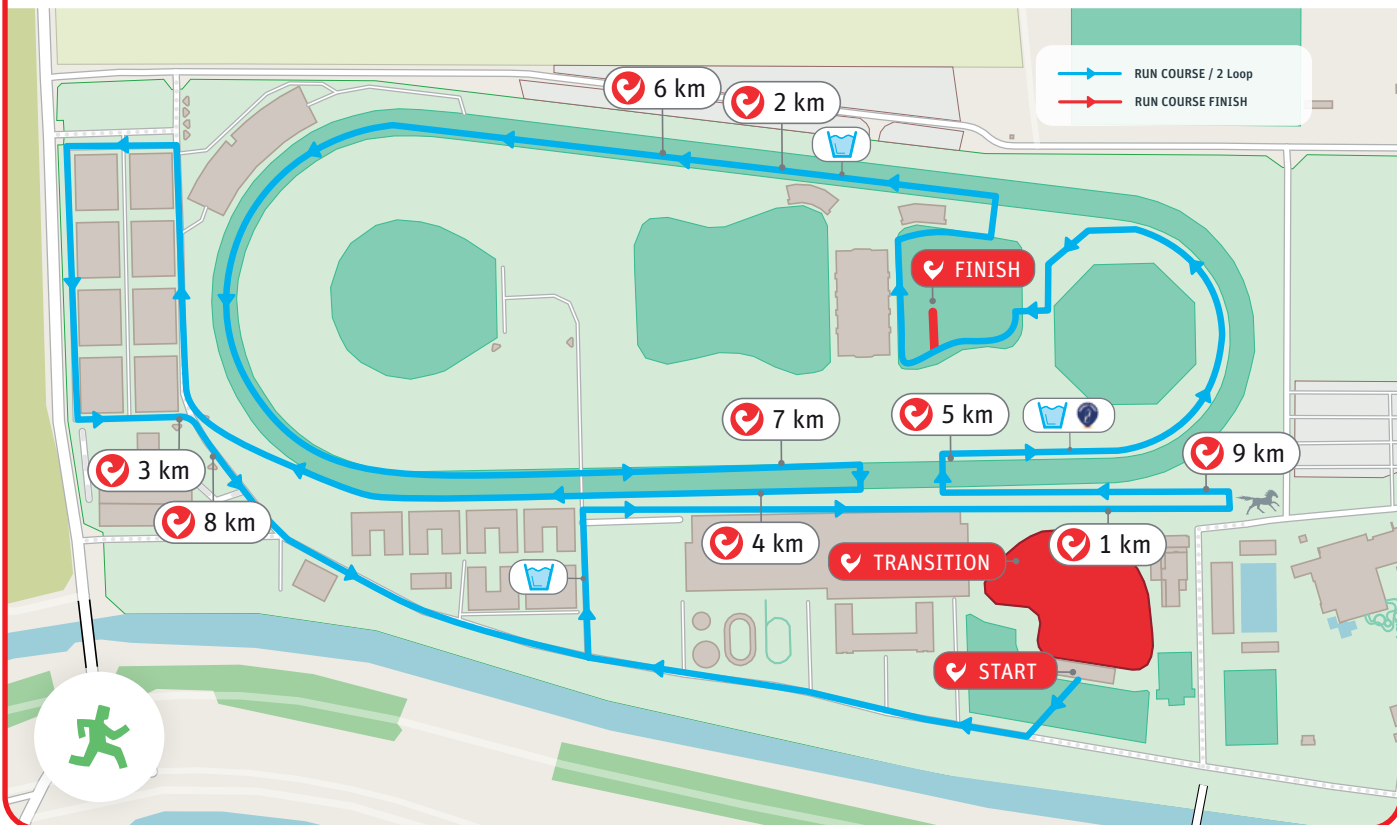 RUN COURSE / 2 Loop
RUN COURSE FINISH
6 km
2 km
FINISH
7 km
5 km
9 km
3 km
8 km
4 km
1 km
TRANSITION
START